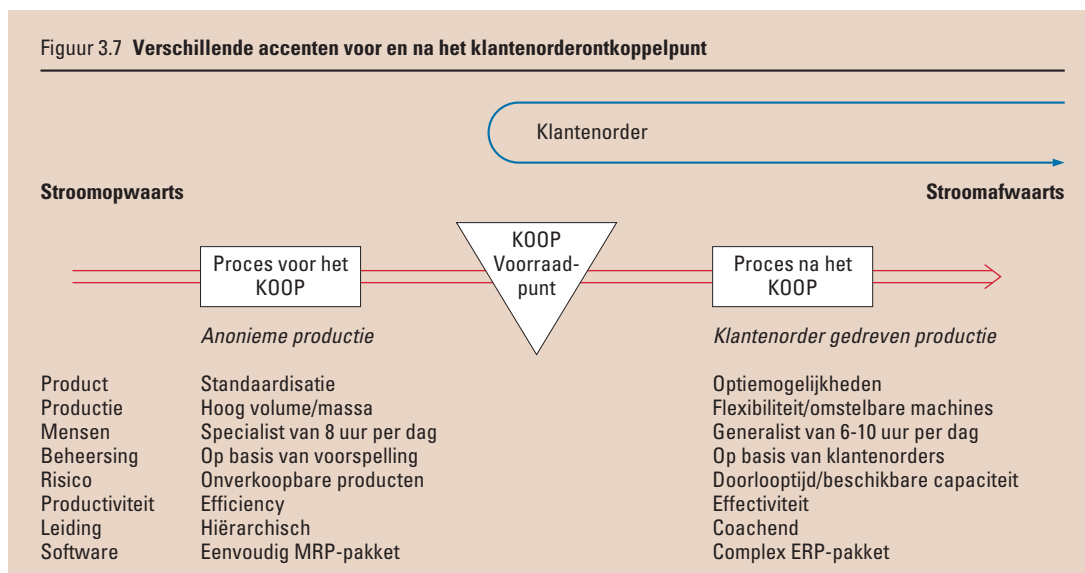 Figuur 3.7 Verschillende accenten voor en na het klantenorderontkoppelpunt
Klantenorder
Stroomopwaarts
Stroomafwaarts
Proces voor het
KOOP
KOOP
Voorraad-
punt
Proces na het
KOOP
Anonieme productie
Klantenorder gedreven productie
Product Standaardisatie Optiemogelijkheden
Productie Hoog volume/massa Flexibiliteit/omstelbare machines
Mensen Specialist van 8 uur per dag Generalist van 6-10 uur per dag
Beheersing Op basis van voorspelling Op basis van klantenorders
Risico Onverkoopbare producten Doorlooptijd/beschikbare capaciteit
Productiviteit Efficiency Effectiviteit
Leiding Hiërarchisch Coachend
Software Eenvoudig MRP-pakket Complex ERP-pakket